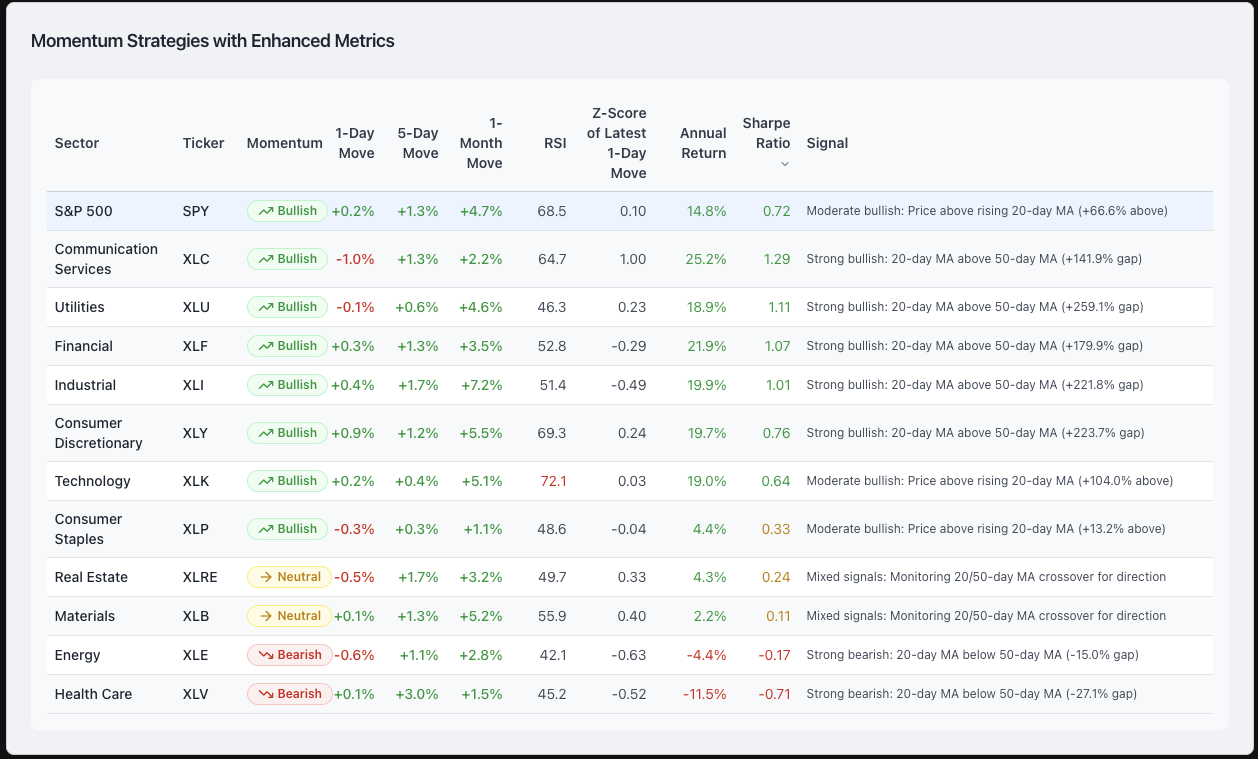 Momentum Strategies with Enhanced Metrics
Sector Ticker Momentum 1-Day Move 5-Day Move 1-Month Move RSI Z-Score of Latest 1-Day Move Annual Return Sharpe Ratio Signal
S&P 500 SPY Bullish +0.2% +1.3% +4.7% 68.5 0.10 14.8% 0.72 Moderate bullish: Price above rising 20-day MA (+66.6% above)
Communication Services XLC Bullish -1.0% +1.3% +2.2% 64.7 1.00 25.2% 1.29 Strong bullish: 20-day MA above 50-day MA (+141.9% gap)
Utilities XLU Bullish -0.1% +0.6% +4.6% 46.3 0.23 18.9% 1.11 Strong bullish: 20-day MA above 50-day MA (+259.1% gap)
Financial XLF Bullish +0.3% +1.3% +3.5% 52.8 -0.29 21.9% 1.07 Strong bullish: 20-day MA above 50-day MA (+179.9% gap)
Industrial XLI Bullish +0.4% +1.7% +7.2% 51.4 -0.49 19.9% 1.01 Strong bullish: 20-day MA above 50-day MA (+221.8% gap)
Consumer Discretionary XLY Bullish +0.9% +1.2% +5.5% 69.3 0.24 19.7% 0.76 Strong bullish: 20-day MA above 50-day MA (+223.7% gap)
Technology XLK Bullish +0.2% +0.4% +5.1% 72.1 0.03 19.0% 0.64 Moderate bullish: Price above rising 20-day MA (+104.0% above)
Consumer Staples XLP Bullish -0.3% +0.3% +1.1% 48.6 -0.04 4.4% 0.33 Moderate bullish: Price above rising 20-day MA (+13.2% above)
Real Estate XLRE Neutral -0.5% +1.7% +3.2% 49.7 0.33 4.3% 0.24 Mixed signals: Monitoring 20/50-day MA crossover for direction
Materials XLB Neutral +0.1% +1.3% +5.2% 55.9 0.40 2.2% 0.11 Mixed signals: Monitoring 20/50-day MA crossover for direction
Energy XLE Bearish -0.6% +1.1% +2.8% 42.1 -0.63 -4.4% -0.17 Strong bearish: 20-day MA below 50-day MA (-15.0% gap)
Health Care XLV Bearish +0.1% +3.0% +1.5% 45.2 -0.52 -11.5% -0.71 Strong bearish: 20-day MA below 50-day MA (-27.1% gap)